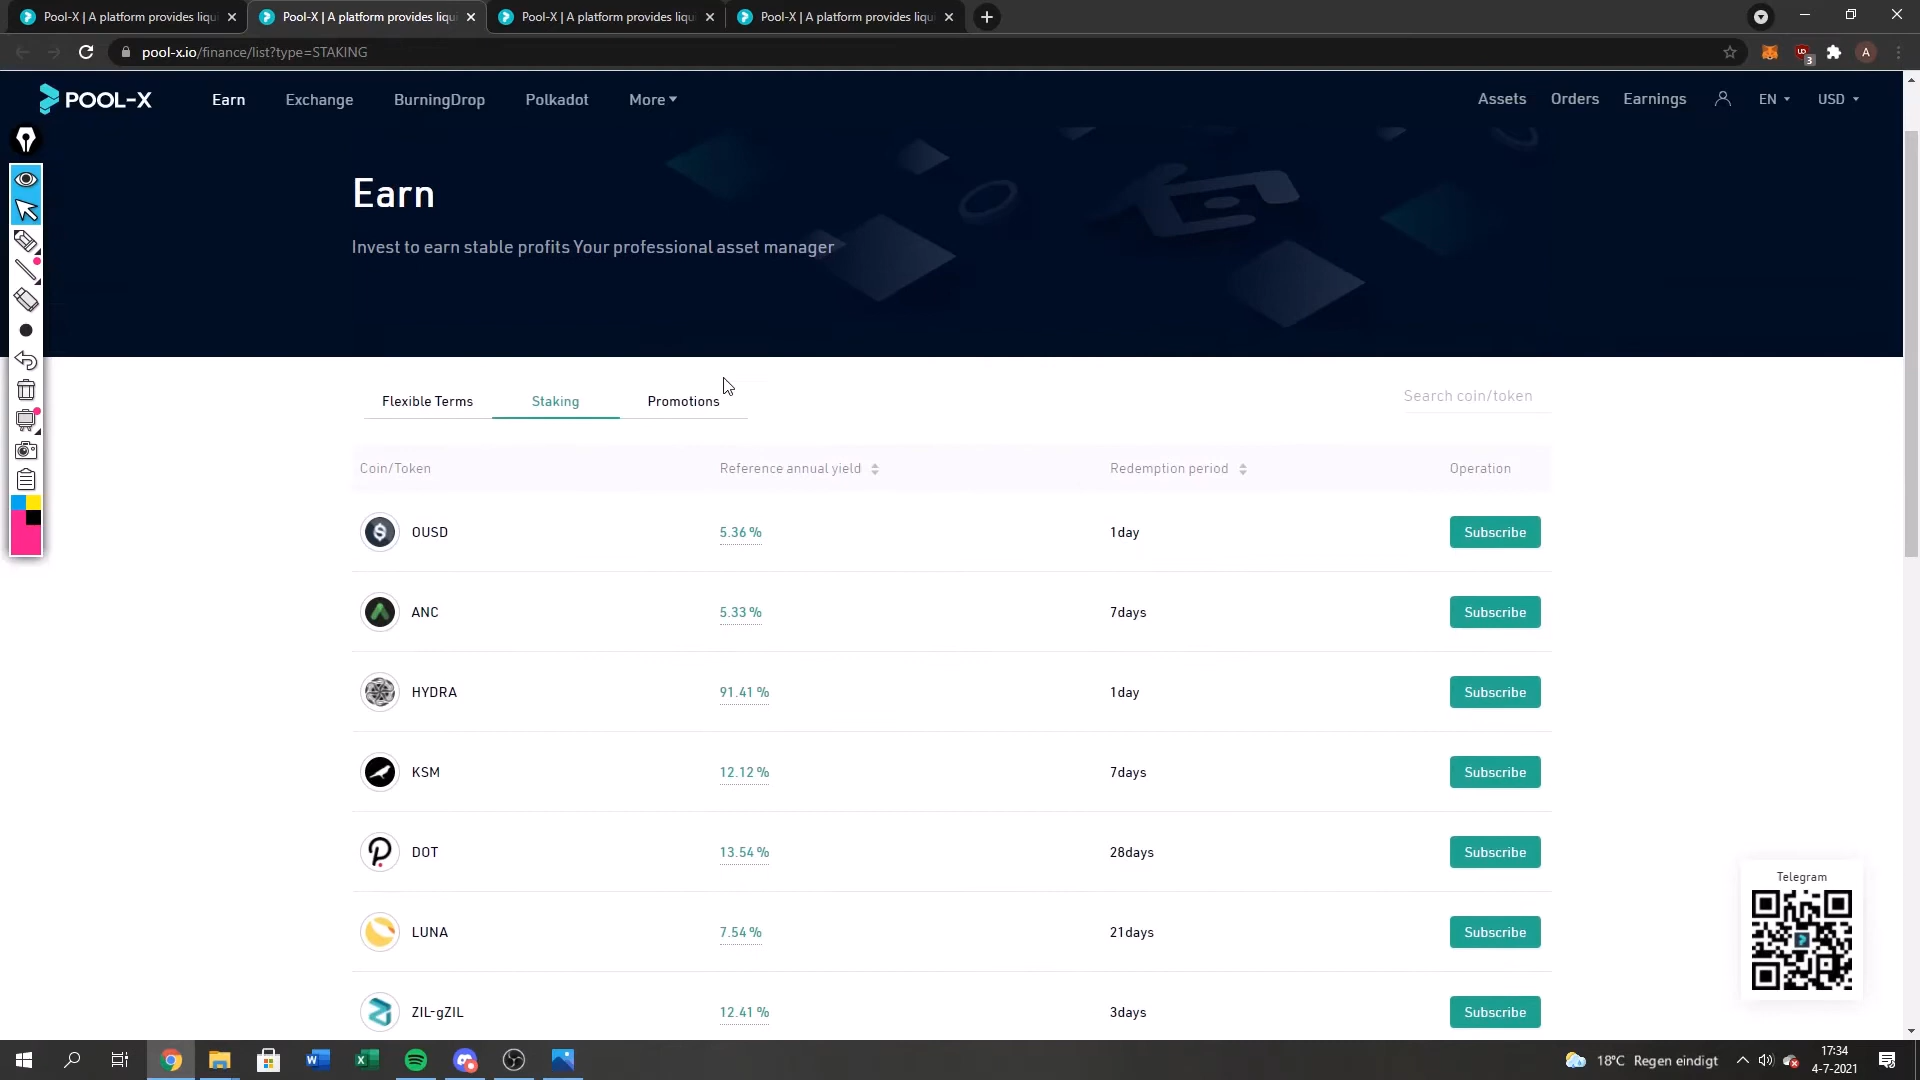 Pool-X | A platform provides liqu
Pool-X | A platform provides liqui
Pool-X | A platform provides liqu
Pool-X | A platform provides liqu
pool-x.io/finance/list?type=STAKING
3
A
POOL-X
Earn
Exchange
BurningDrop
Polkadot
More
Assets
Orders
Earnings
EN
USD
Earn
Invest to earn stable profits Your professional asset manager
Flexible Terms
Staking
Promotions
Search coin/token
Coin/Token
Reference annual yield
Redemption period
Operation
OUSD
5.36 %
1day
Subscribe
ANC
5.33 %
7days
Subscribe
HYDRA
91.41 %
1day
Subscribe
KSM
12.12 %
7days
Subscribe
DOT
13.54 %
28days
Subscribe
Telegram
LUNA
7.54 %
21days
Subscribe
ZIL-gZIL
12.41 %
3days
Subscribe
18°C Regen eindigt
17:34
4-7-2021